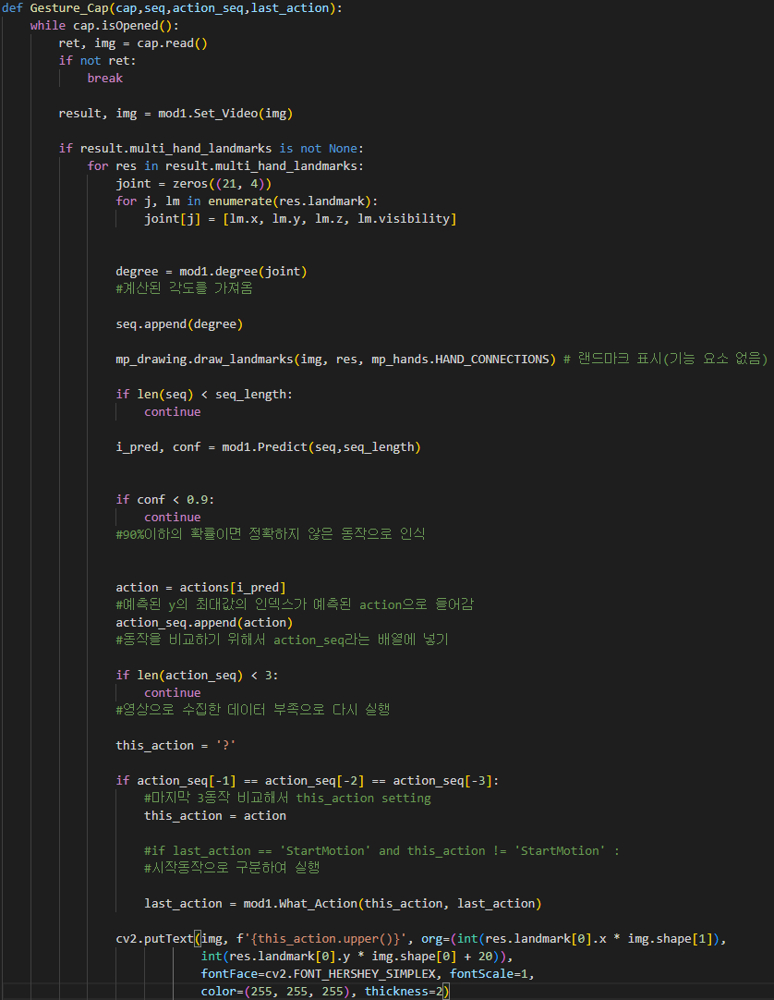 def Gesture_Cap(cap,seq,action_seq,last_action):
while cap.isOpened():
ret, img = cap.read()
if not ret:
break
result, img = mod1.Set_Video(img)
if result.multi_hand_landmarks is not None:
for res in result.multi_hand_landmarks:
joint = zeros((21, 4))
for j, lm in enumerate(res.landmark):
joint[j] = [lm.x, lm.y, lm.z, lm.visibility]
degree = mod1.degree(joint)
#계산된 각도를 가져옴
seq.append(degree)
mp_drawing.draw_landmarks(img, res, mp_hands.HAND_CONNECTIONS) # 랜드마크 표시(기능 요소 없음)
if len(seq) < seq_length:
continue
i_pred, conf = mod1.Predict(seq,seq_length)
if conf < 0.9:
continue
#90%이하의 확률이면 정확하지 않은 동작으로 인식
action = actions[i_pred]
#예측된 y의 최대값의 인덱스가 예측된 action으로 들어감
action_seq.append(action)
#동작을 비교하기 위해서 action_seq라는 배열에 넣기
if len(action_seq) < 3:
continue
#영상으로 수집한 데이터 부족으로 다시 실행
this_action = '?'
if action_seq[-1] == action_seq[-2] == action_seq[-3]:
#마지막 3동작 비교해서 this_action setting
this_action = action
#if last_action == 'StartMotion' and this_action != 'StartMotion' :
#시작동작으로 구분하여 실행
last_action = mod1.What_Action(this_action, last_action)
cv2.putText(img, f'{this_action.upper()}', org=(int(res.landmark[0].x * img.shape[1]),
int(res.landmark[0].y * img.shape[0] + 20)),
fontFace=cv2.FONT_HERSHEY_SIMPLEX, fontScale=1,
color=(255, 255, 255), thickness=2)